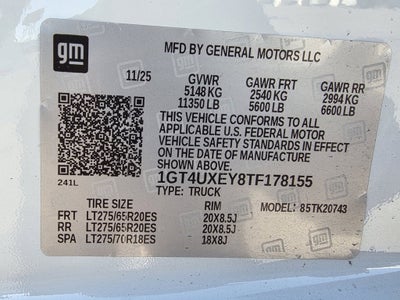 gm
MFD BY GENERAL MOTORS LLC
11/25 GVWR GAWR FRT GAWR RR
5148 KG 2540 KG 2994 KG
11350 LB 5600 LB 6600 LB
THIS VEHICLE CONFORMS TO ALL
APPLICABLE U.S. FEDERAL MOTOR
VEHICLE SAFETY STANDARDS IN EFFECT
ON THE DATE OF MANUFACTURE
SHOWN ABOVE.
1GT4UXEY8TF178155
241L TYPE: TRUCK
TIRE SIZE RIM MODEL: 85TK20743
FRT LT275/65R20ES 20X8.5J
RR LT275/65R20ES 20X8.5J
SPA LT275/70R18ES 18X8J